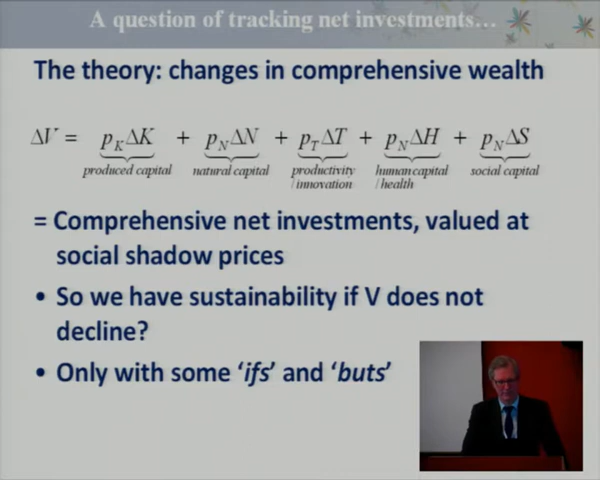 A question of tracking net investments...
The theory: changes in comprehensive wealth
ΔV = p_K ΔK + p_N ΔN + p_T ΔT + p_N ΔH + p_N ΔS
produced capital natural capital productivity human capital social capital
/ innovation / health
= Comprehensive net investments, valued at
social shadow prices
• So we have sustainability if V does not
decline?
• Only with some 'ifs' and 'buts'